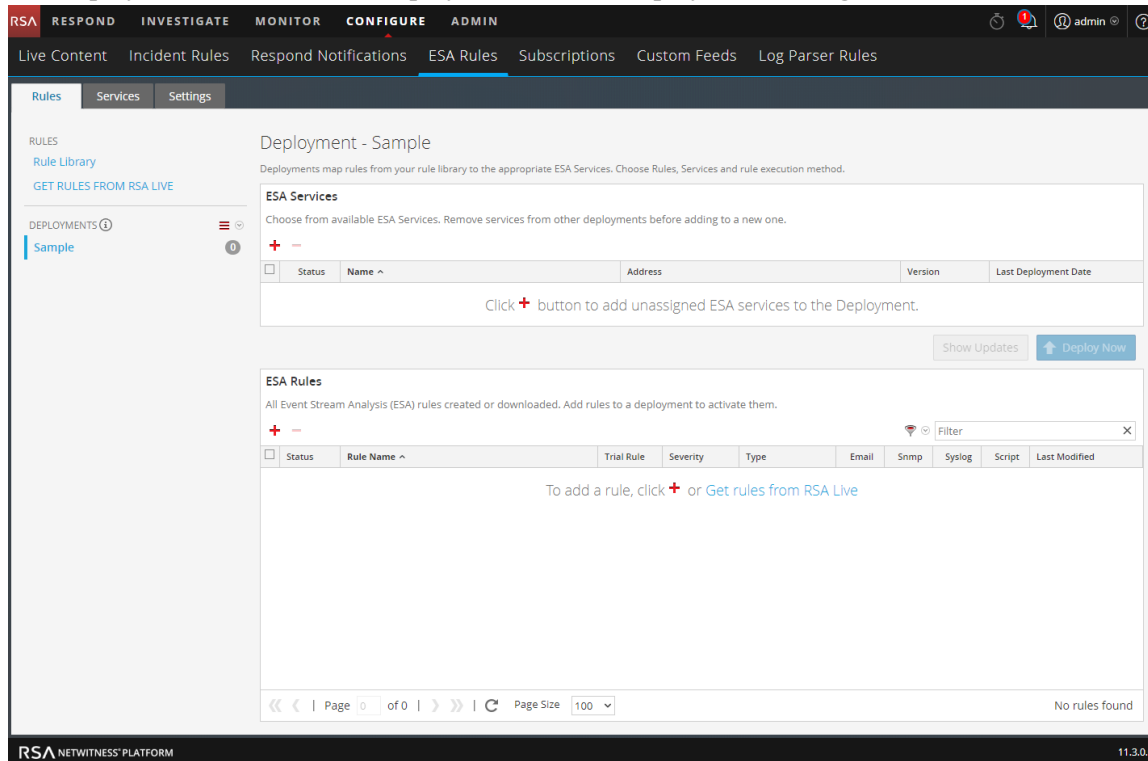 RSA RESPOND INVESTIGATE MONITOR CONFIGURE ADMIN 1 admin
Live Content Incident Rules Respond Notifications ESA Rules Subscriptions Custom Feeds Log Parser Rules
Rules Services Settings
RULES
Rule Library
GET RULES FROM RSA LIVE
DEPLOYMENTS
Sample 0
Deployment - Sample
Deployments map rules from your rule library to the appropriate ESA Services. Choose Rules, Services and rule execution method.
ESA Services
Choose from available ESA Services. Remove services from other deployments before adding to a new one.
Status Name Address Version Last Deployment Date
Click + button to add unassigned ESA services to the Deployment.
Show Updates Deploy Now
ESA Rules
All Event Stream Analysis (ESA) rules created or downloaded. Add rules to a deployment to activate them.
Filter
Status Rule Name Trial Rule Severity Type Email Snmp Syslog Script Last Modified
To add a rule, click + or Get rules from RSA Live
Page 0 of 0 Page Size 100 No rules found
RSA NETWITNESS® PLATFORM 11.3.0.